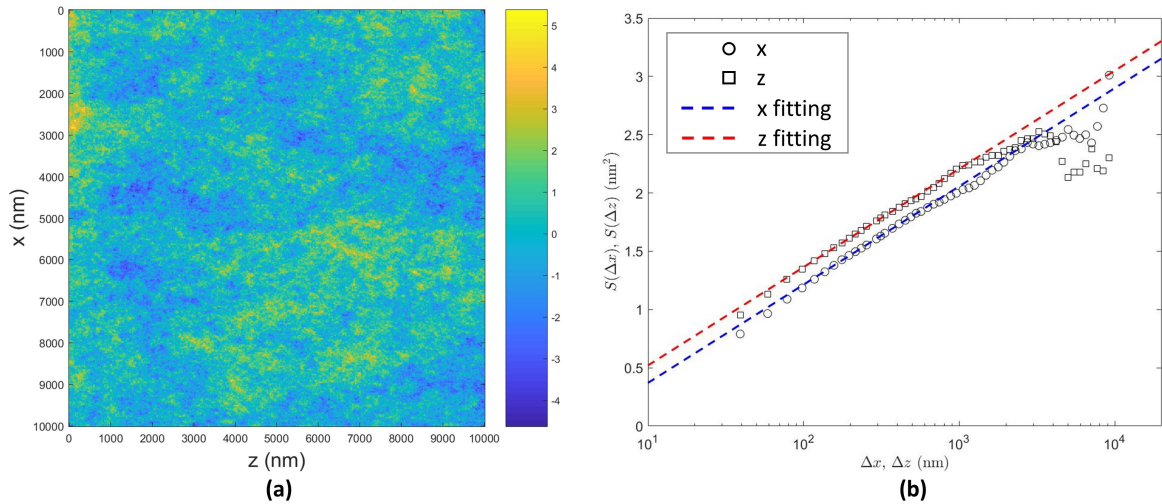 0
1000
2000
3000
4000
5000
6000
7000
8000
9000
10000
x (nm)
0 1000 2000 3000 4000 5000 6000 7000 8000 9000 10000
z (nm)
5
4
3
2
1
0
-1
-2
-3
-4
(a)
3.5
3
2.5
2
1.5
1
0.5
0
S(Δx), S(Δz) (nm²)
x
z
x fitting
z fitting
10¹ 10² 10³ 10⁴
Δx, Δz (nm)
(b)